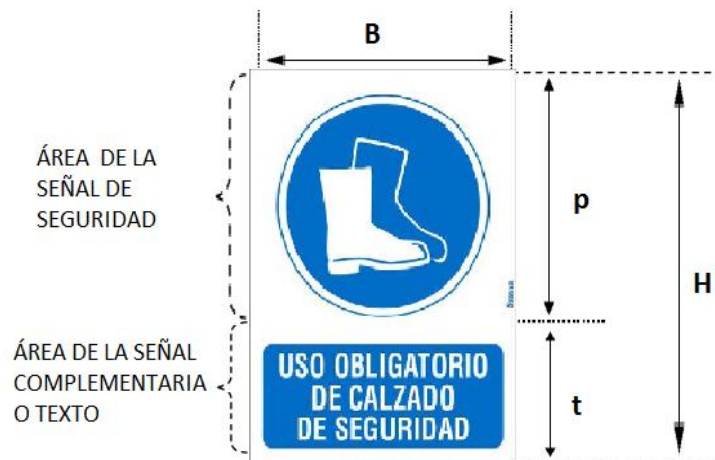 B
ÁREA DE LA
SEÑAL DE
SEGURIDAD
p
H
ÁREA DE LA SEÑAL
COMPLEMENTARIA
O TEXTO
USO OBLIGATORIO
DE CALZADO
DE SEGURIDAD
t